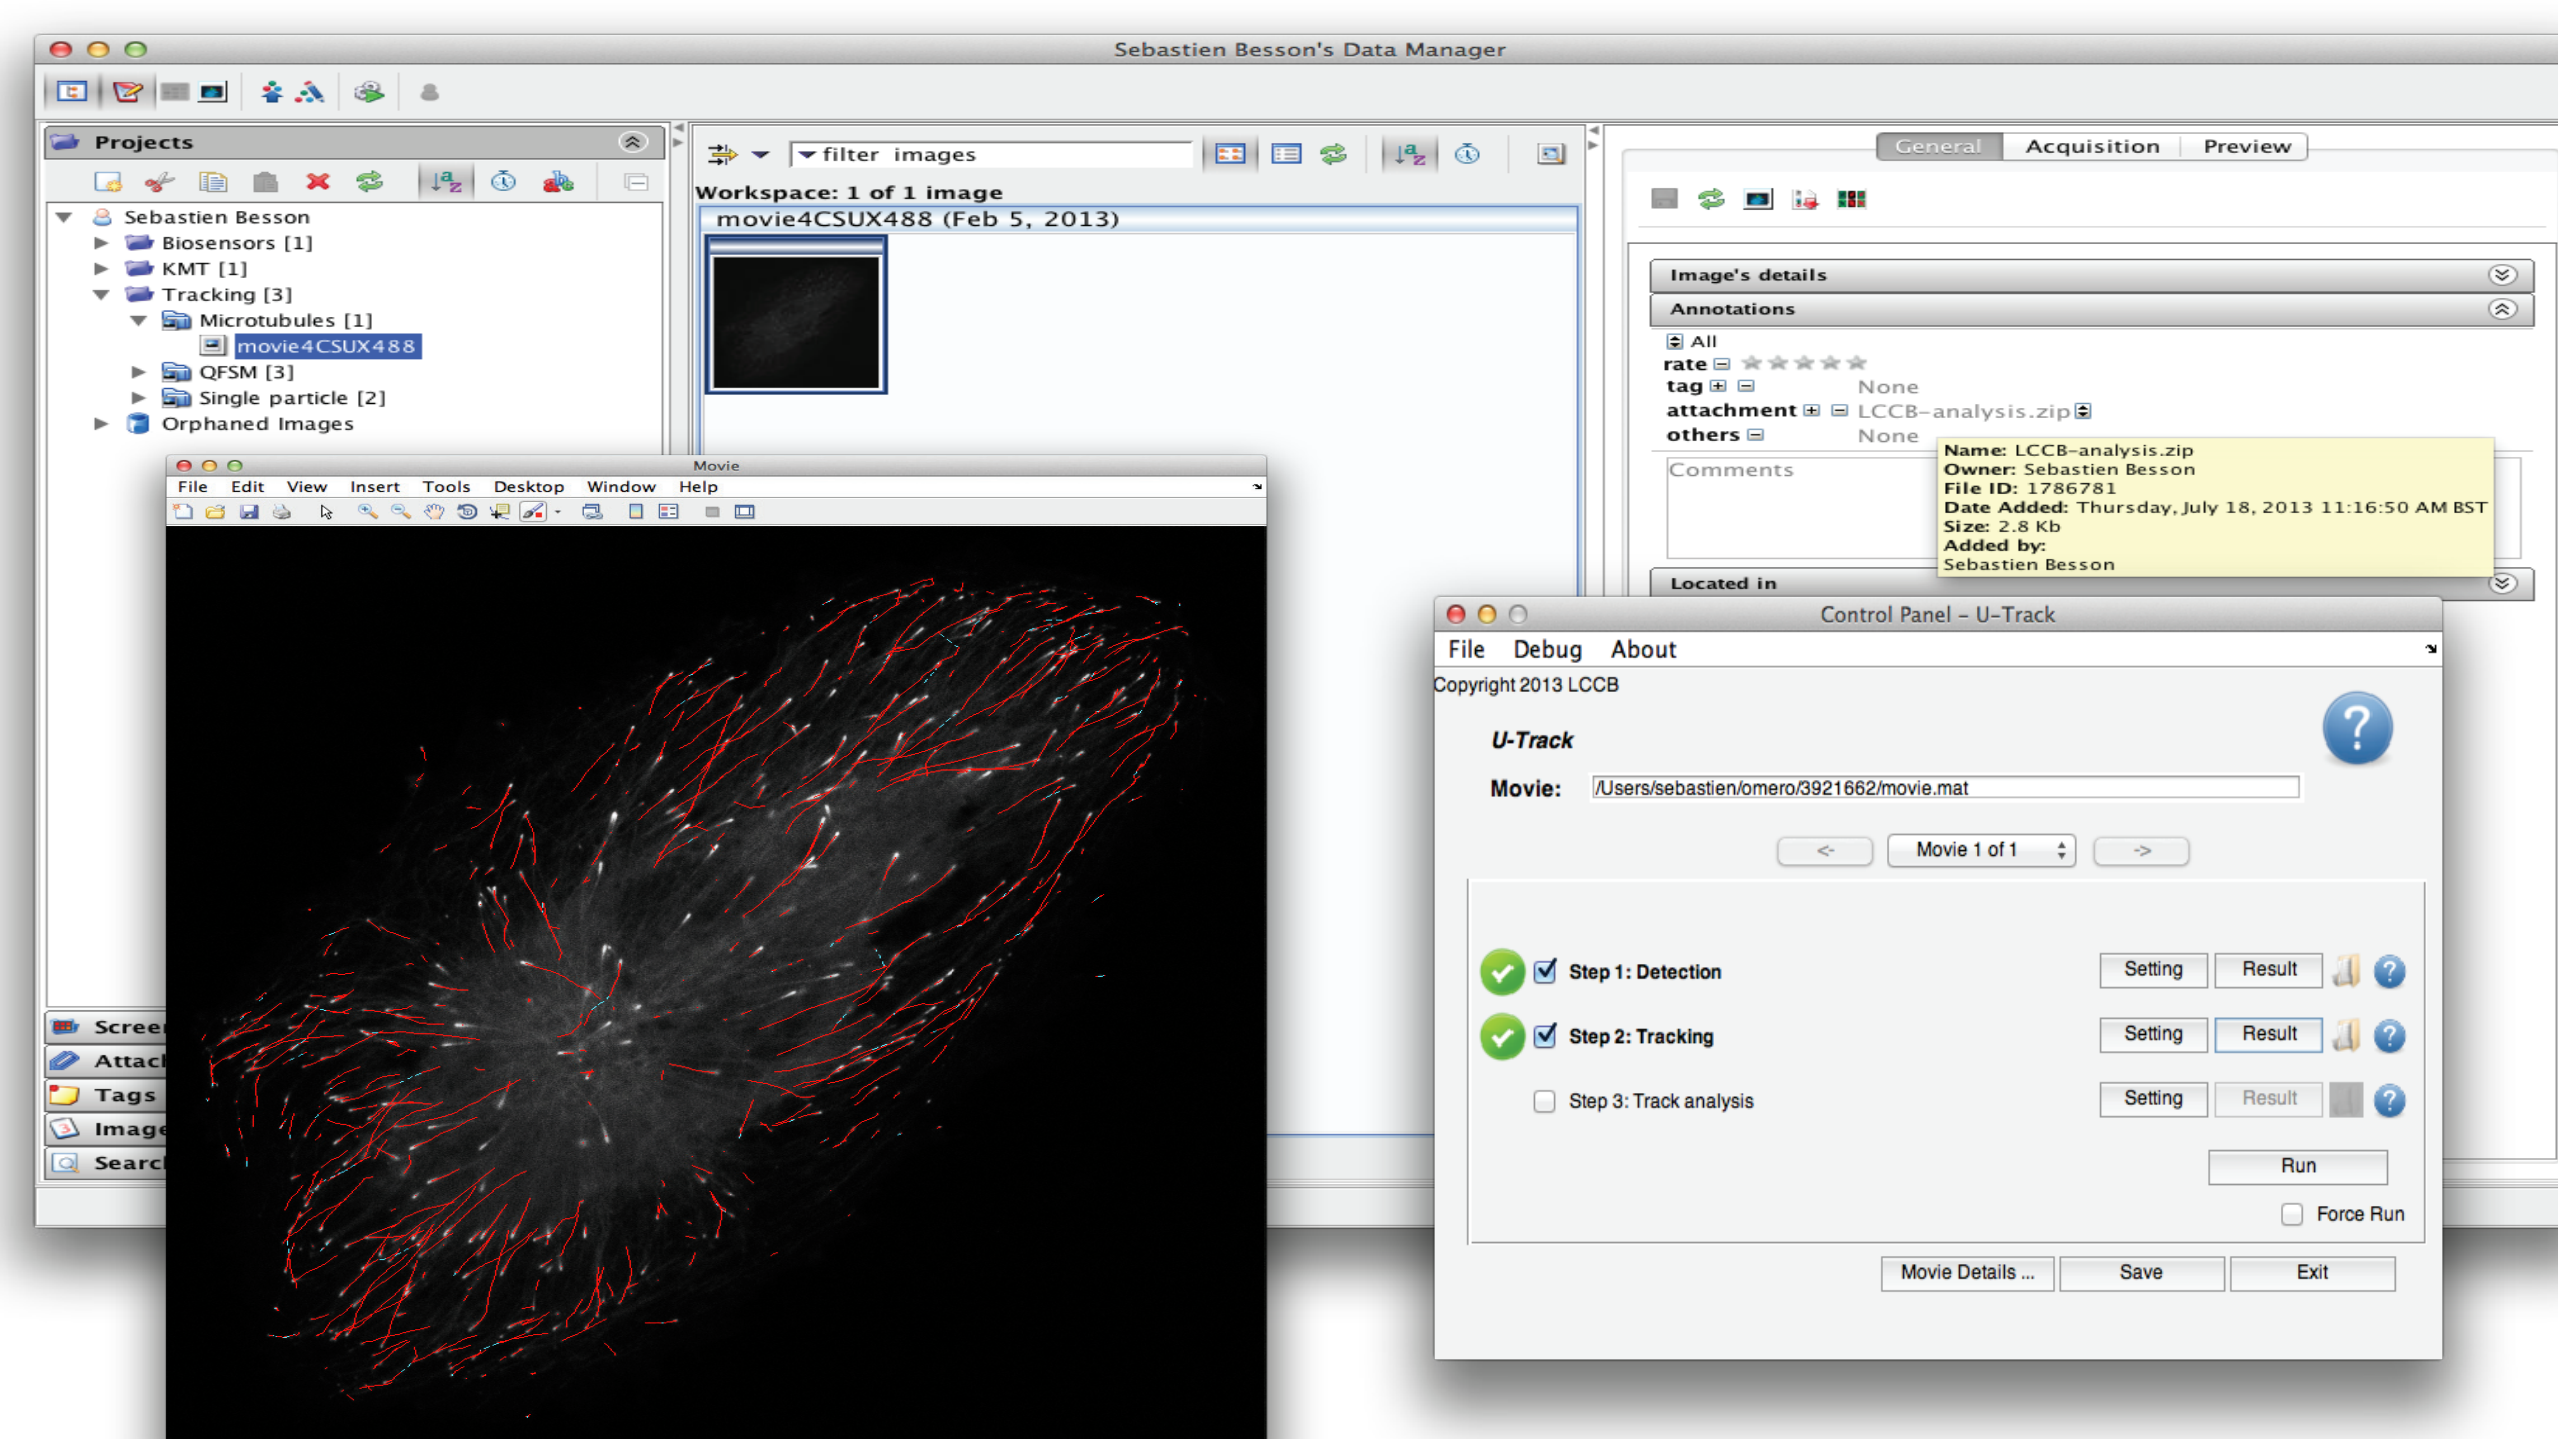 Sebastien Besson's Data Manager
Projects
Sebastien Besson
Biosensors [1]
KMT [1]
Tracking [3]
Microtubules [1]
movie4CSUX488
QFSM [3]
Single particle [2]
Orphaned Images
Tags
filter images
Workspace: 1 of 1 image
movie4CSUX488 (Feb 5, 2013)
General Acquisition Preview
Image's details
Annotations
All
rate
tag None
attachment LCCB-analysis.zip
others None
Comments
Name: LCCB-analysis.zip
Owner: Sebastien Besson
File ID: 1786781
Date Added: Thursday, July 18, 2013 11:16:50 AM BST
Size: 2.8 Kb
Added by:
Sebastien Besson
Located in
Movie
File Edit View Insert Tools Desktop Window Help
Control Panel - U-Track
File Debug About
Copyright 2013 LCCB
U-Track
Movie: /Users/sebastien/omero/3921662/movie.mat
<- Movie 1 of 1 ->
Step 1: Detection Setting Result
Step 2: Tracking Setting Result
Step 3: Track analysis Setting Result
Run
Force Run
Movie Details ... Save Exit